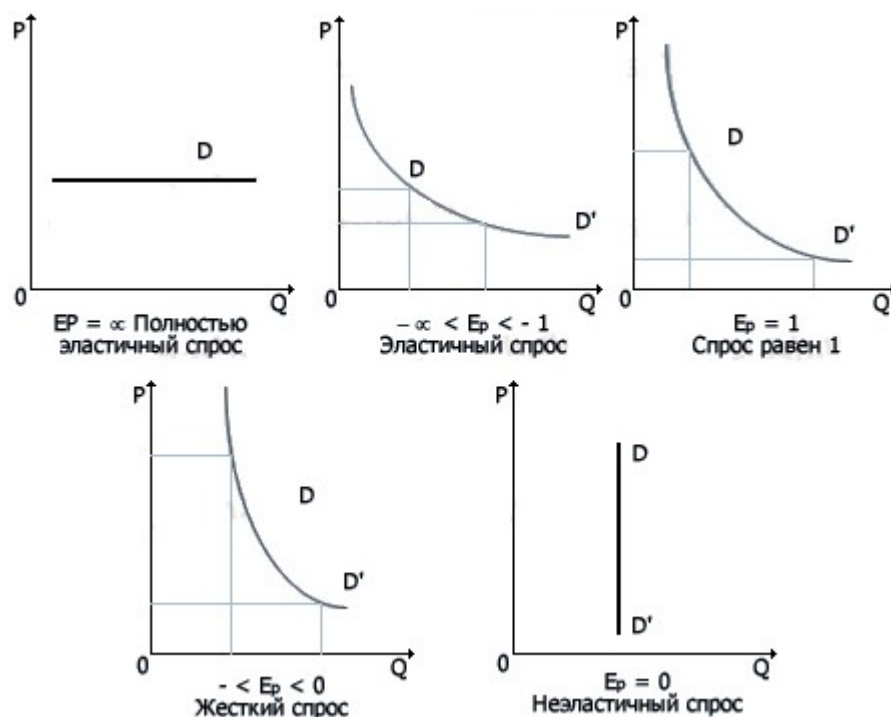 P
D
0
Q
EP = ∝ Полностью
эластичный спрос
P
D
D'
0
Q
– ∝ < Ep < - 1
Эластичный спрос
P
D
D'
0
Q
Ep = 1
Спрос равен 1
P
D
D'
0
Q
- < Ep < 0
Жесткий спрос
P
D
D'
0
Q
Ep = 0
Неэластичный спрос